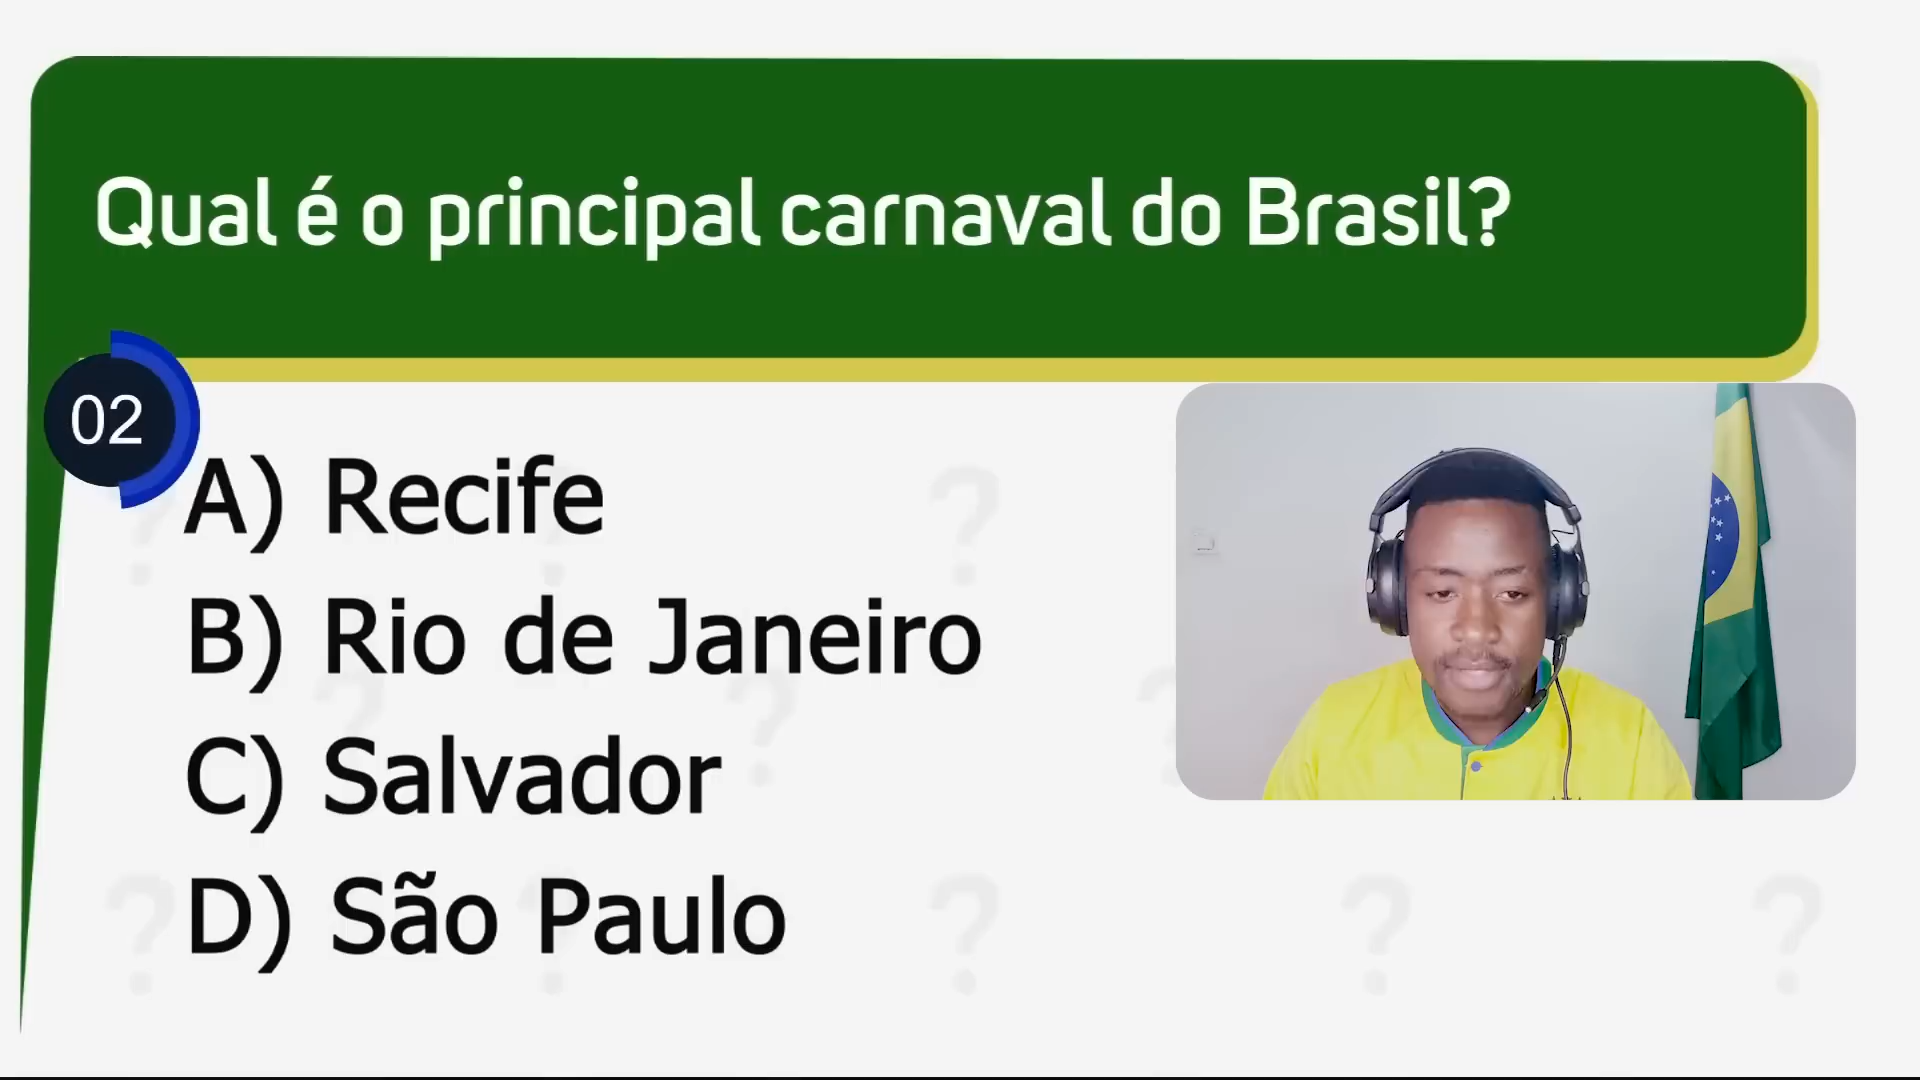 Qual é o principal carnaval do Brasil?
02
A) Recife
B) Rio de Janeiro
C) Salvador
D) São Paulo